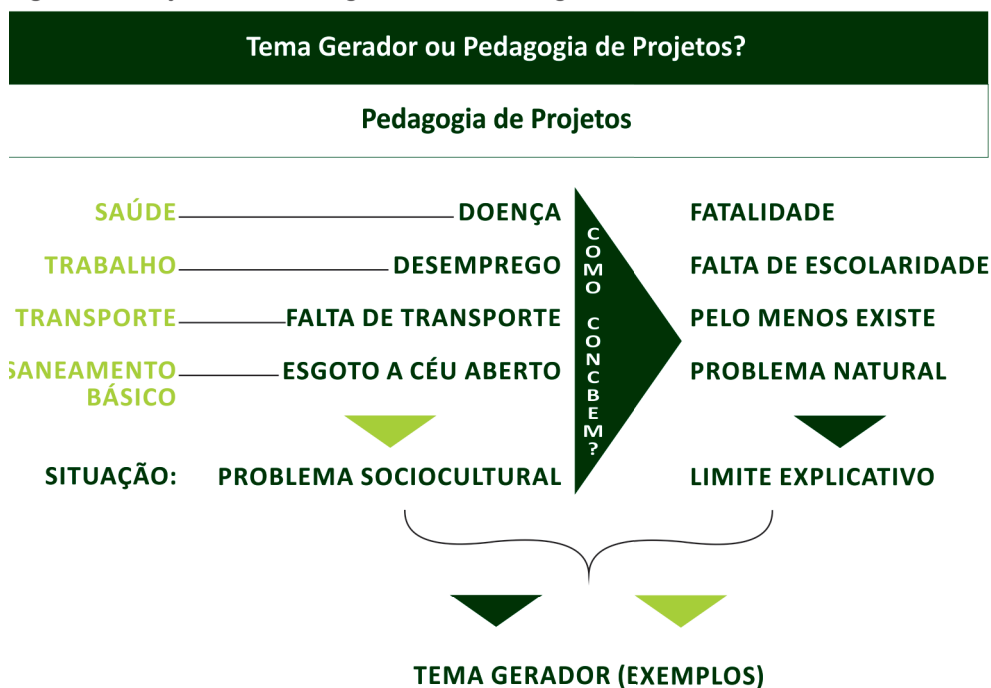 Tema Gerador ou Pedagogia de Projetos?
Pedagogia de Projetos
SAÚDE DOENÇA FATALIDADE
TRABALHO DESEMPREGO FALTA DE ESCOLARIDADE
TRANSPORTE FALTA DE TRANSPORTE PELO MENOS EXISTE
SANEAMENTO BÁSICO ESGOTO A CÉU ABERTO PROBLEMA NATURAL
COMO CONCBEM?
SITUAÇÃO: PROBLEMA SOCIOCULTURAL LIMITE EXPLICATIVO
TEMA GERADOR (EXEMPLOS)